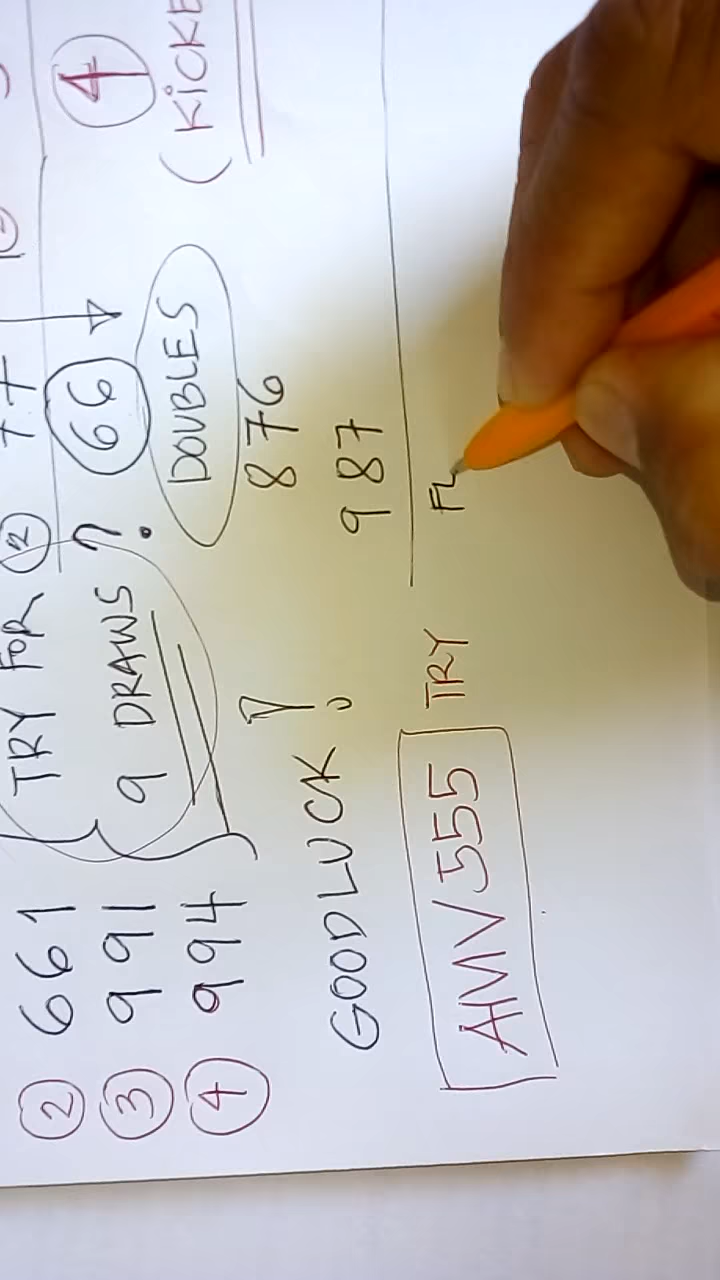 ② 661 TRY FOR ② 77
③ 991 9 DRAWS ! 66 ④
④ 994 DOUBLES (KICKE
876
GOODLUCK ! 987
AMV555 TRY FL